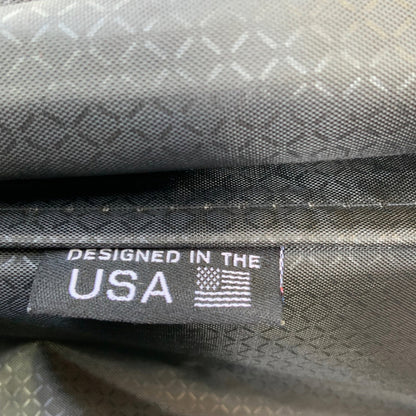 DESIGNED IN THE
USA